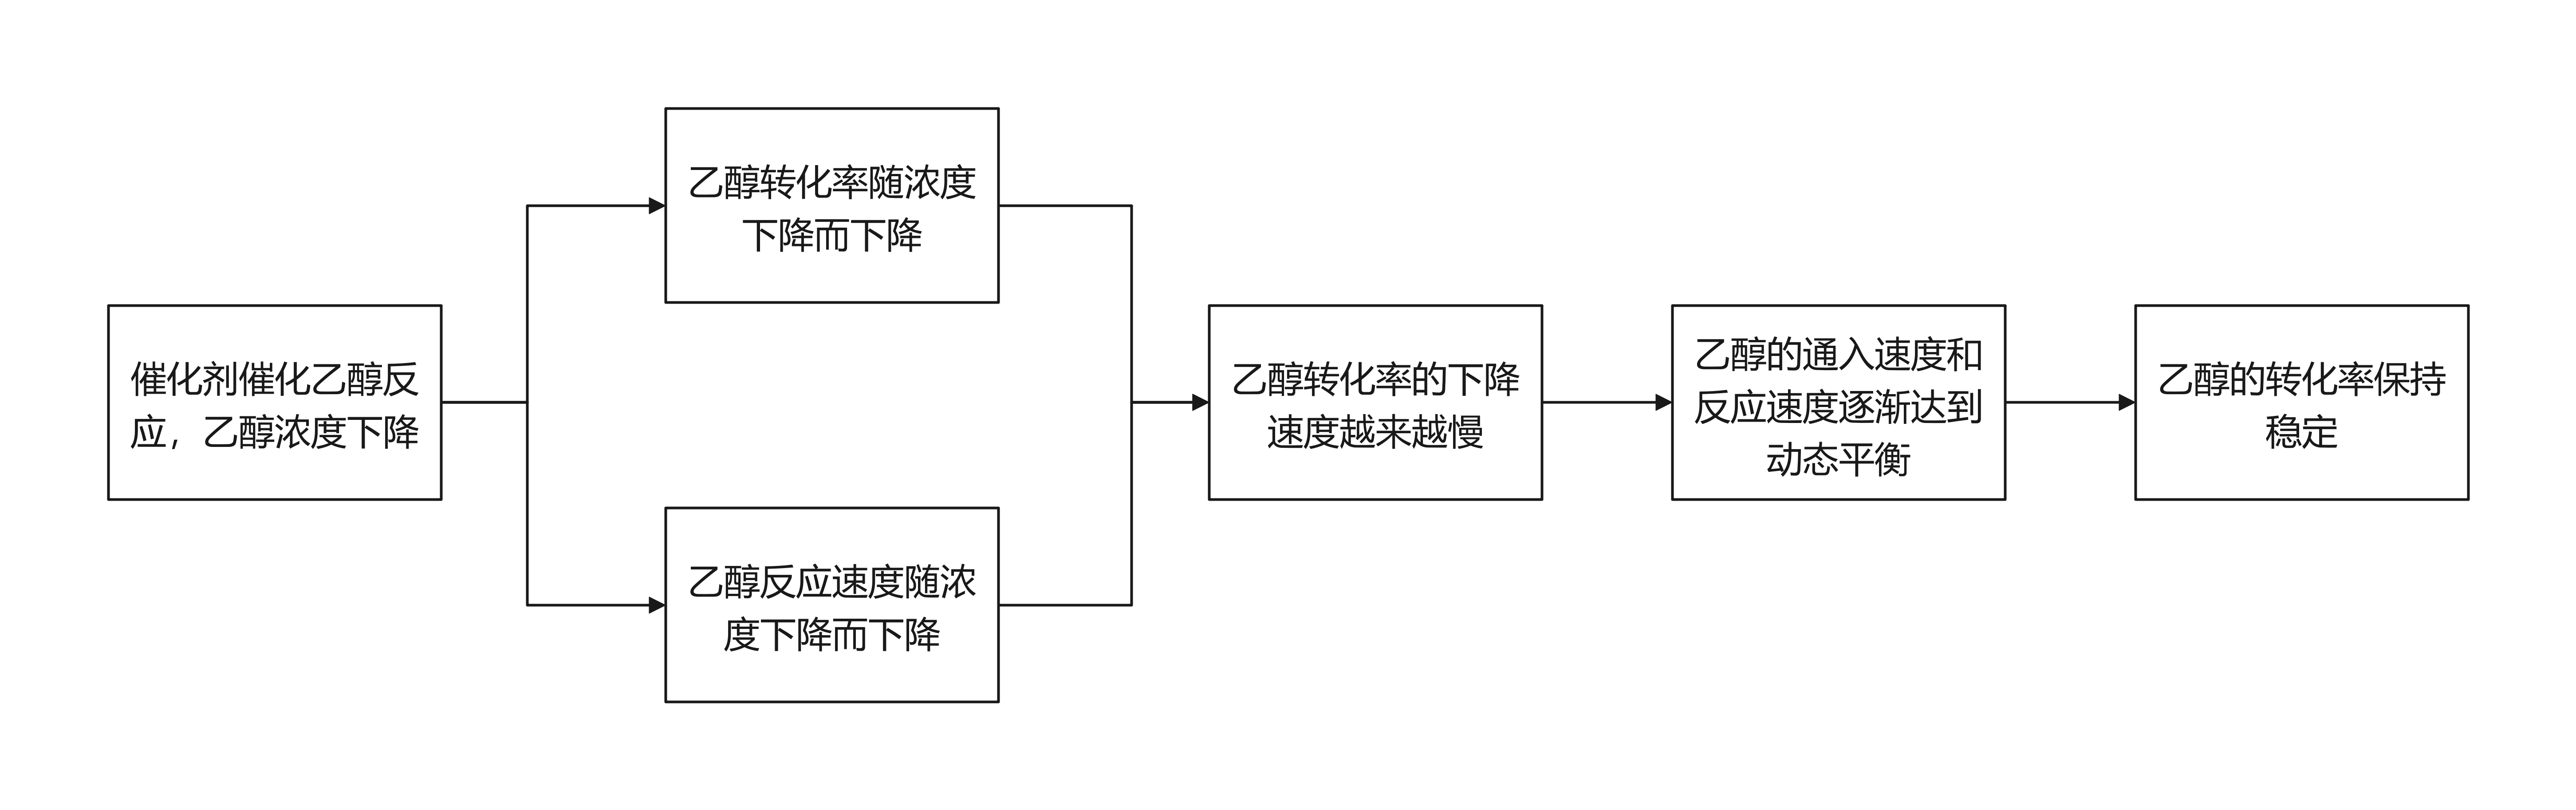 催化剂催化乙醇反
应，乙醇浓度下降
乙醇转化率随浓度
下降而下降
乙醇反应速度随浓
度下降而下降
乙醇转化率的下降
速度越来越慢
乙醇的通入速度和
反应速度逐渐达到
动态平衡
乙醇的转化率保持
稳定